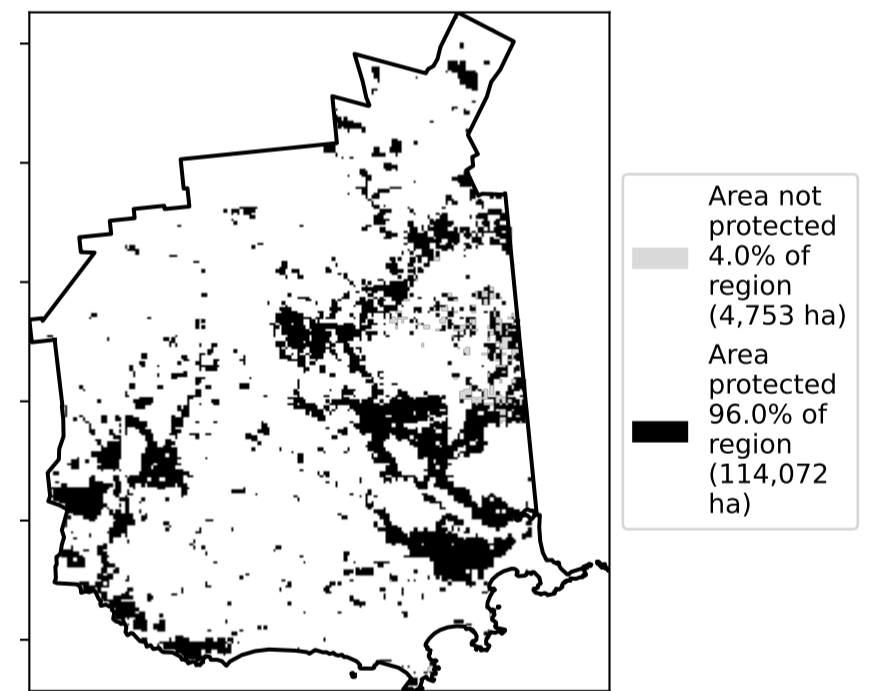 Area not
protected
4.0% of
region
(4,753 ha)
Area
protected
96.0% of
region
(114,072
ha)